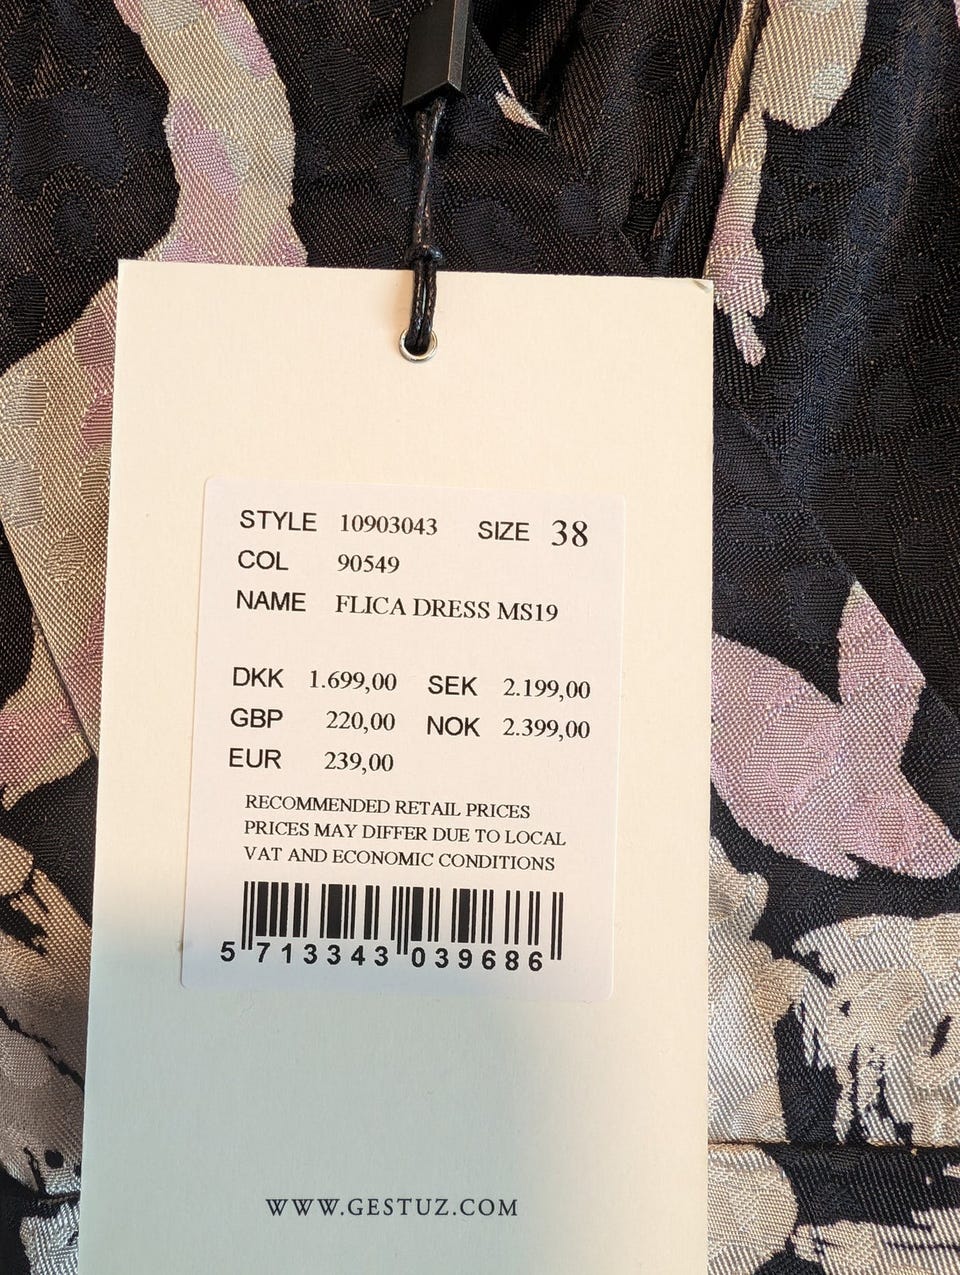 STYLE 10903043 SIZE 38
COL 90549
NAME FLICA DRESS MS19
DKK 1.699,00 SEK 2.199,00
GBP 220,00 NOK 2.399,00
EUR 239,00
RECOMMENDED RETAIL PRICES
PRICES MAY DIFFER DUE TO LOCAL
VAT AND ECONOMIC CONDITIONS
5 713343 039686
WWW.GESTUZ.COM